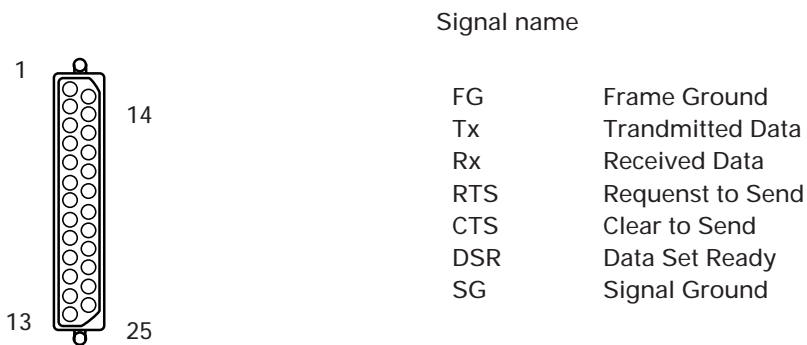 Signal name
1
14
13
25
FG Frame Ground
Tx Trandmitted Data
Rx Received Data
RTS Requenst to Send
CTS Clear to Send
DSR Data Set Ready
SG Signal Ground